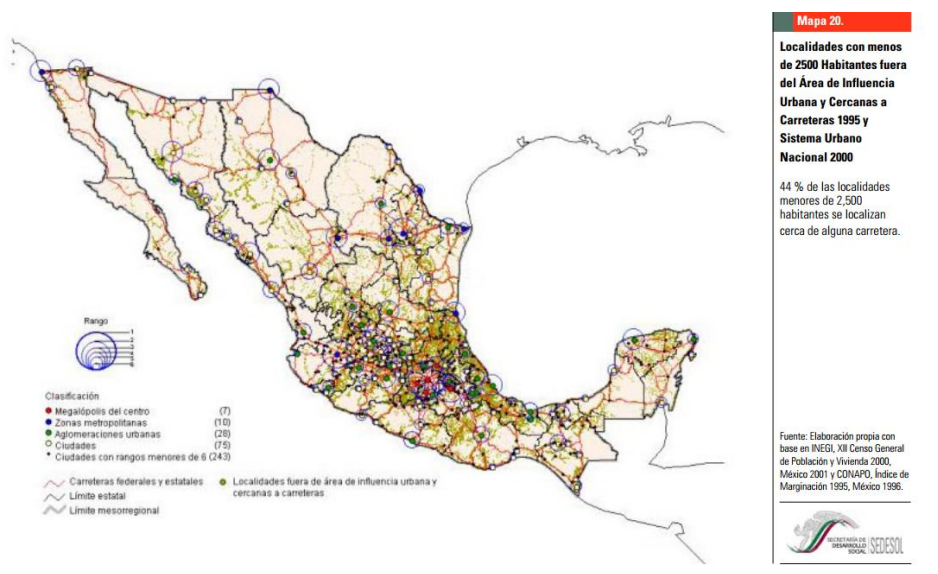 Mapa 20.
Localidades con menos
de 2500 Habitantes fuera
del Área de Influencia
Urbana y Cercanas a
Carreteras 1995 y
Sistema Urbano
Nacional 2000
44 % de las localidades
menores de 2,500
habitantes se localizan
cerca de alguna carretera.
Rango
1
2
3
4
5
6
Clasificación
Megalópolis del centro (7)
Zonas metropolitanas (10)
Aglomeraciones urbanas (28)
Ciudades (75)
Ciudades con rangos menores de 6 (243)
Carreteras federales y estatales
Límite estatal
Límite mesorregional
Localidades fuera de área de influencia urbana y
cercanas a carreteras
Fuente: Elaboración propia con
base en INEGI, XII Censo General
de Población y Vivienda 2000,
México 2001 y CONAPO, Índice de
Marginación 1995, México 1996.
SECRETARÍA DE
DESARROLLO
SOCIAL
SEDESOL